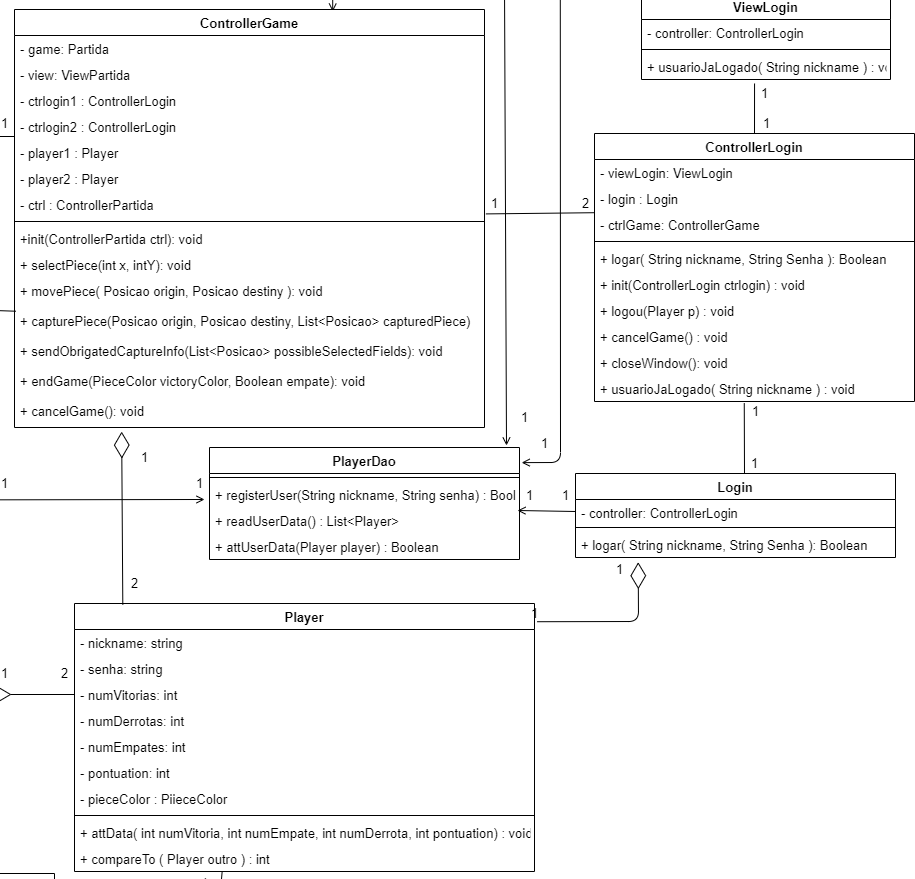 ControllerGame
- game: Partida
- view: ViewPartida
- ctrlogin1 : ControllerLogin
- ctrlogin2 : ControllerLogin
- player1 : Player
- player2 : Player
- ctrl : ControllerPartida
+init(ControllerPartida ctrl): void
+ selectPiece(int x, intY): void
+ movePiece( Posicao origin, Posicao destiny ): void
+ capturePiece(Posicao origin, Posicao destiny, List<Posicao> capturedPiece)
+ sendObrigatedCaptureInfo(List<Posicao> possibleSelectedFields): void
+ endGame(PieceColor victoryColor, Boolean empate): void
+ cancelGame(): void
1
1
2
ViewLogin
- controller: ControllerLogin
+ usuarioJaLogado( String nickname ) : v
1
1
ControllerLogin
- viewLogin: ViewLogin
- login : Login
- ctrlGame: ControllerGame
+ logar( String nickname, String Senha ): Boolean
+ init(ControllerLogin ctrlogin) : void
+ logou(Player p) : void
+ cancelGame() : void
+ closeWindow(): void
+ usuarioJaLogado( String nickname ) : void
1
1
1
1
1
1
1
PlayerDao
+ registerUser(String nickname, String senha) : Bool
+ readUserData() : List<Player>
+ attUserData(Player player) : Boolean
1
1
Login
- controller: ControllerLogin
+ logar( String nickname, String Senha ): Boolean
1
1
2
1
2
Player
- nickname: string
- senha: string
- numVitorias: int
- numDerrotas: int
- numEmpates: int
- pontuation: int
- pieceColor : PiieceColor
+ attData( int numVitoria, int numEmpate, int numDerrota, int pontuation) : void
+ compareTo ( Player outro ) : int